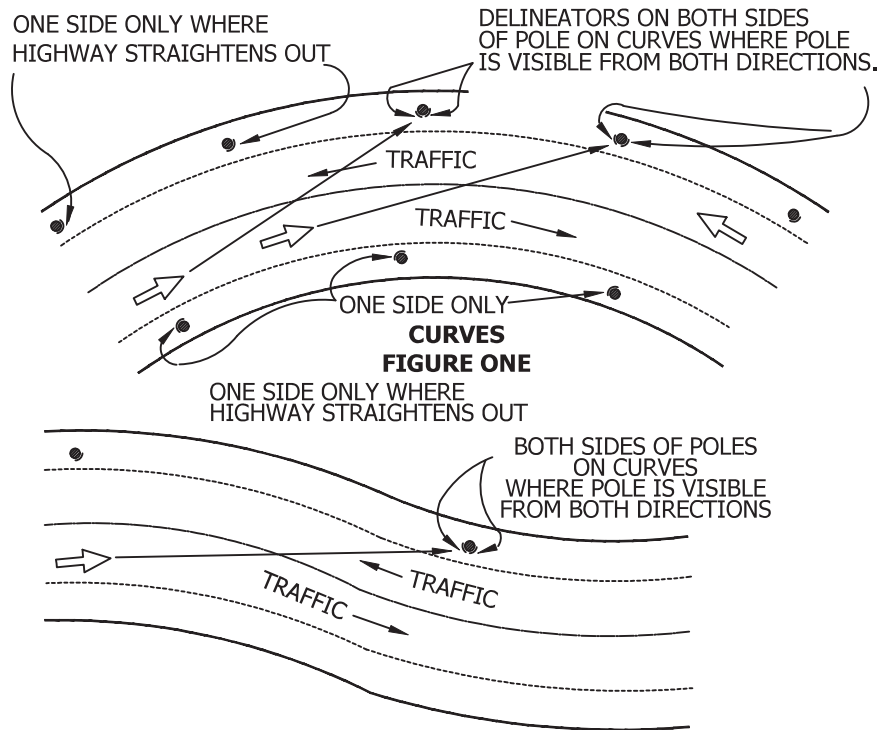 ONE SIDE ONLY WHERE
HIGHWAY STRAIGHTENS OUT
DELINEATORS ON BOTH SIDES
OF POLE ON CURVES WHERE POLE
IS VISIBLE FROM BOTH DIRECTIONS.
TRAFFIC
TRAFFIC
ONE SIDE ONLY
CURVES
FIGURE ONE
ONE SIDE ONLY WHERE
HIGHWAY STRAIGHTENS OUT
BOTH SIDES OF POLES
ON CURVES
WHERE POLE IS VISIBLE
FROM BOTH DIRECTIONS
TRAFFIC
TRAFFIC